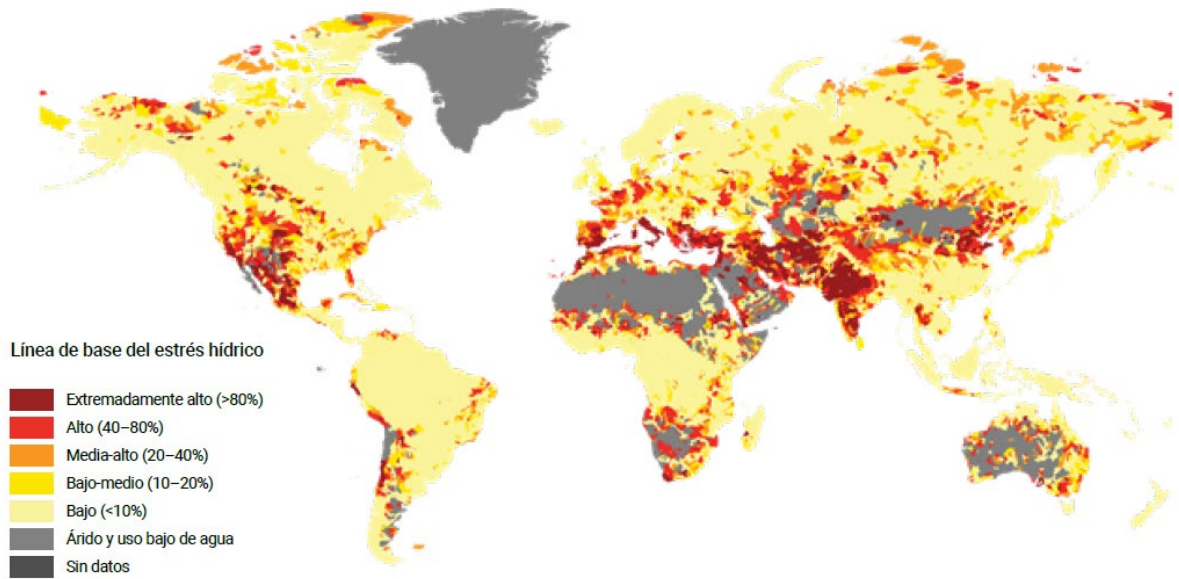 Línea de base del estrés hídrico
Extremadamente alto (>80%)
Alto (40–80%)
Media-alto (20–40%)
Bajo-medio (10–20%)
Bajo (<10%)
Árido y uso bajo de agua
Sin datos